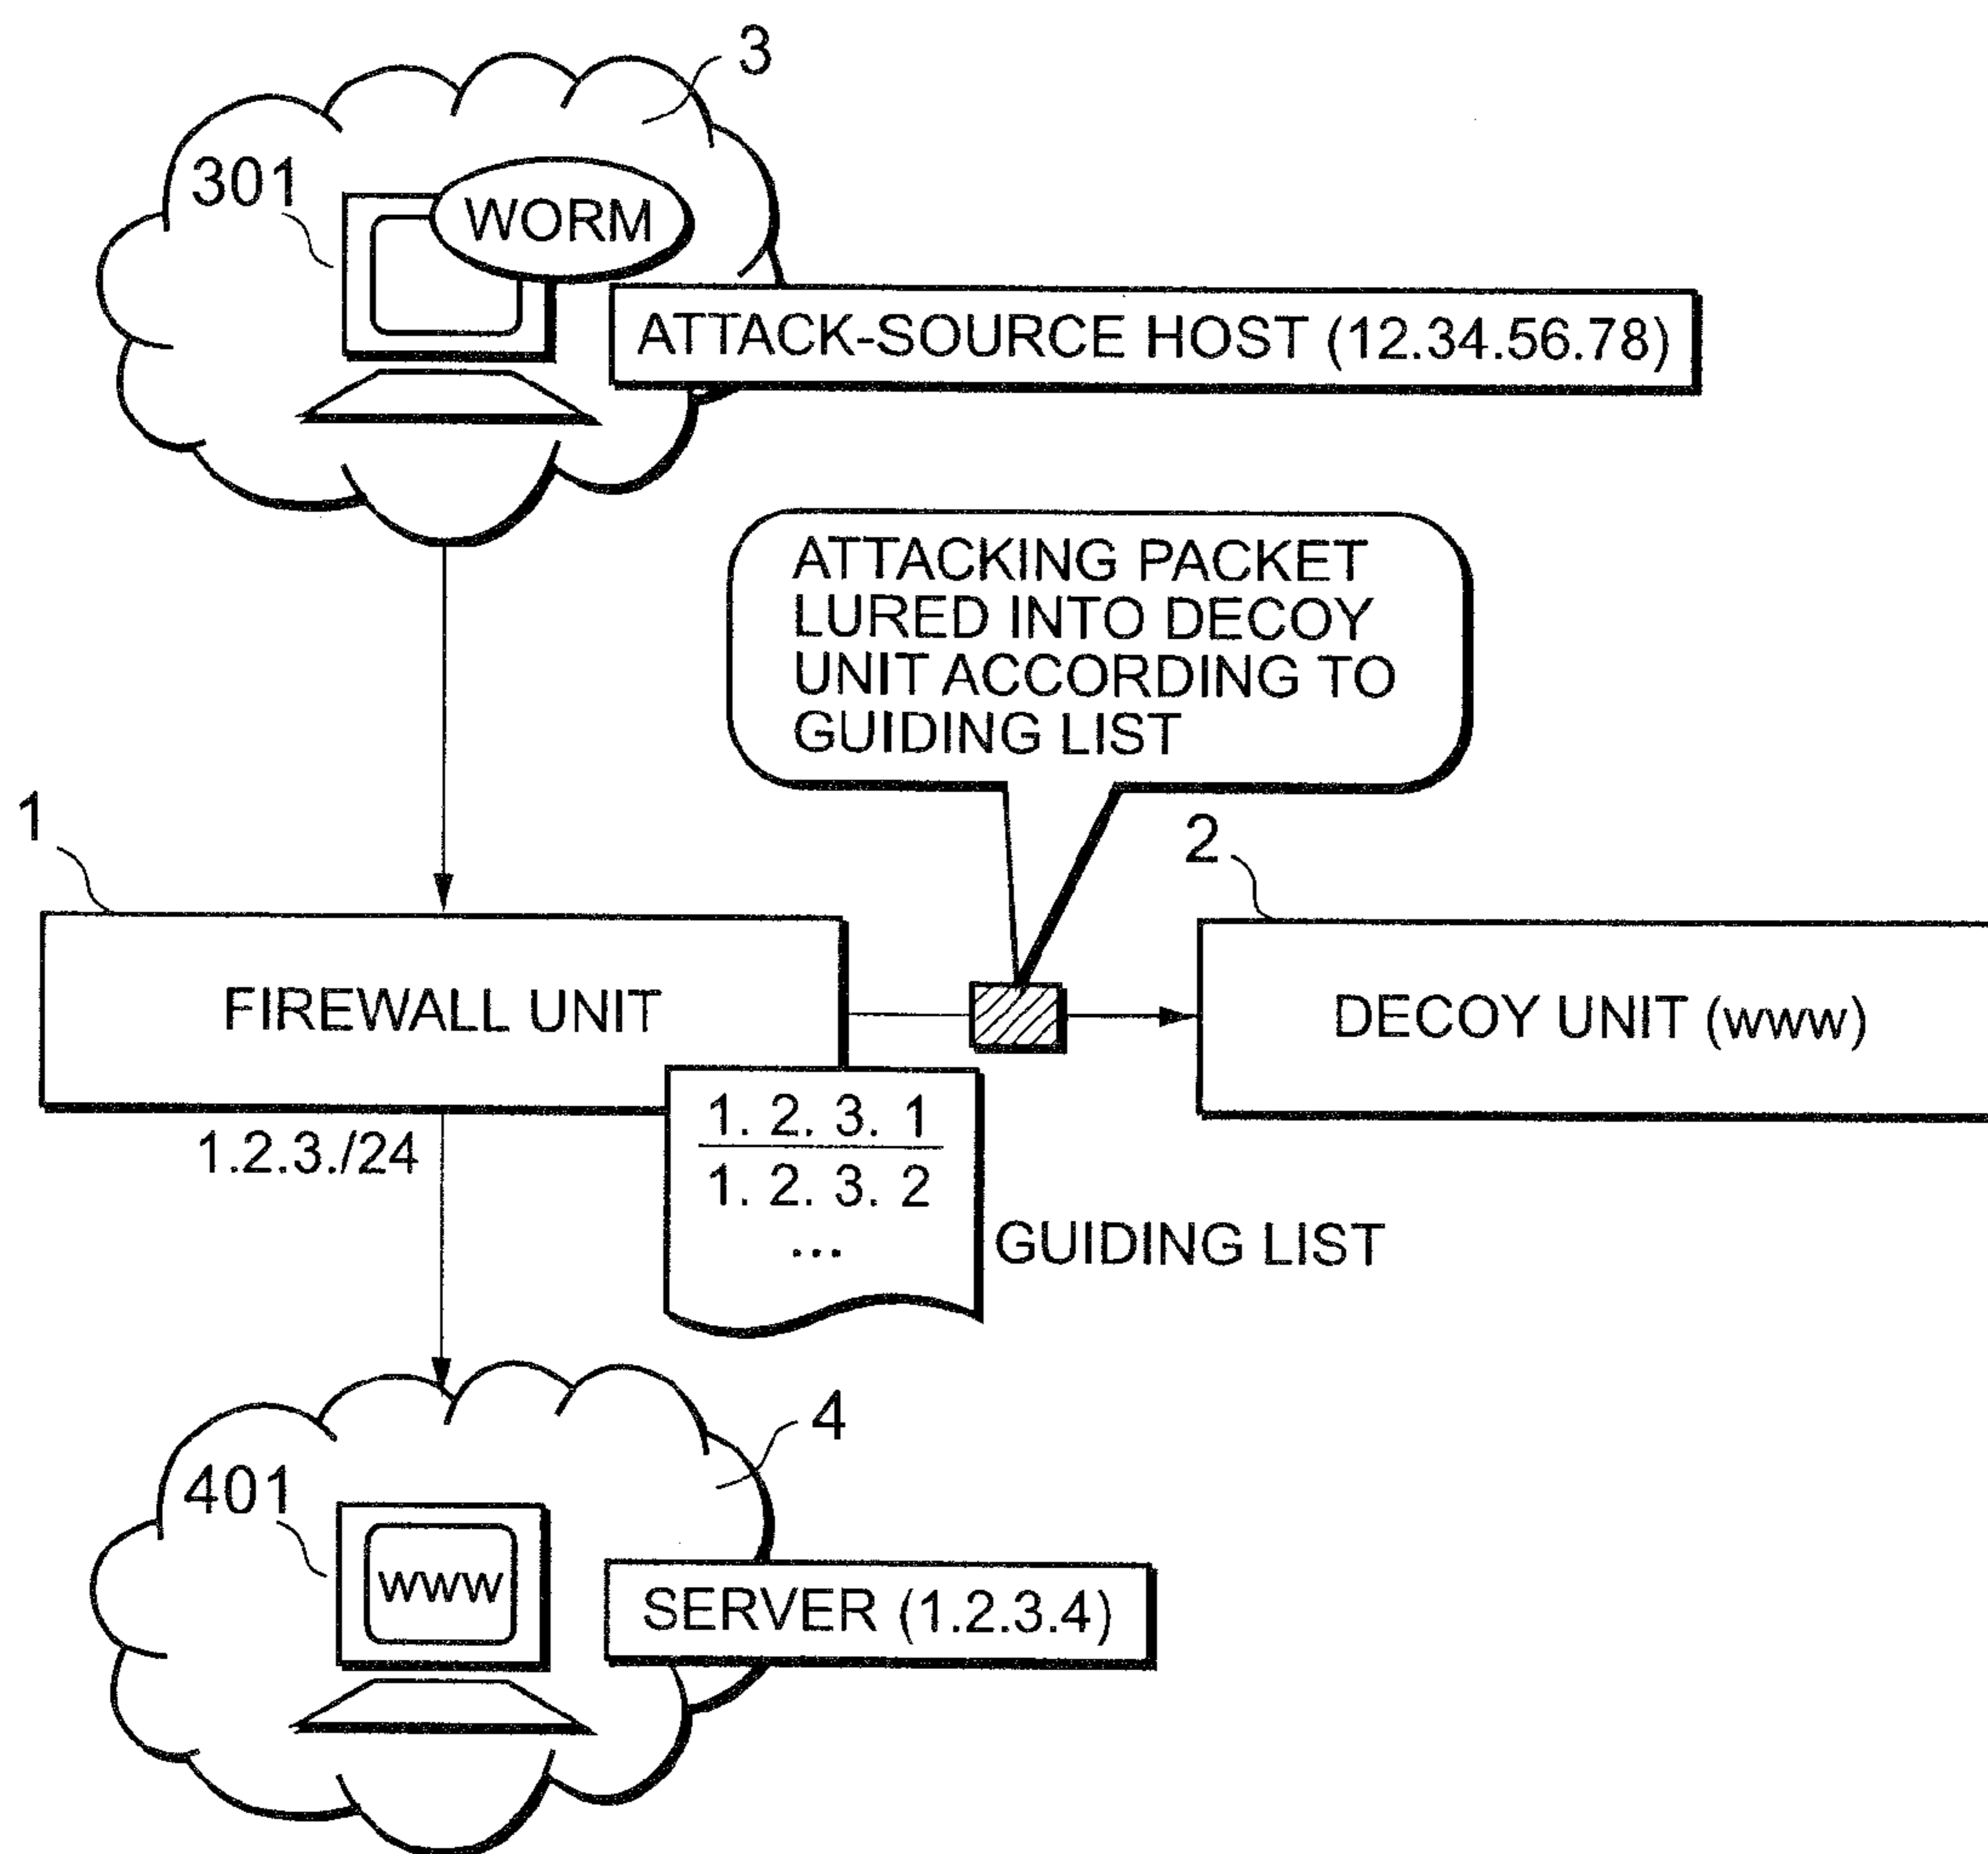 3
301
WORM
ATTACK-SOURCE HOST (12.34.56.78)
ATTACKING PACKET
LURED INTO DECOY
UNIT ACCORDING TO
GUIDING LIST
1
2
FIREWALL UNIT
DECOY UNIT (www)
1.2.3./24
1. 2. 3. 1
1. 2. 3. 2
...
GUIDING LIST
4
401
www
SERVER (1.2.3.4)